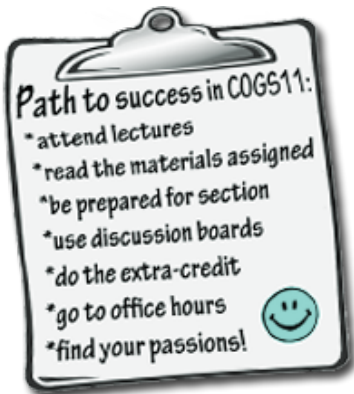 Path to success in COGS11:
*attend lectures
*read the materials assigned
*be prepared for section
*use discussion boards
*do the extra-credit
*go to office hours
*find your passions!